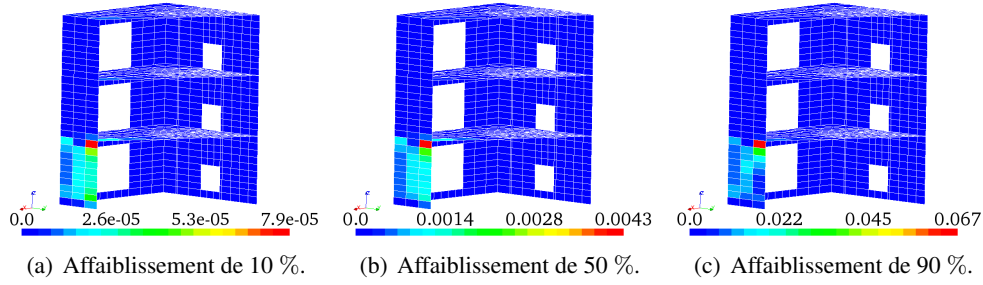 0.0 2.6e-05 5.3e-05 7.9e-05
0.0 0.0014 0.0028 0.0043
0.0 0.022 0.045 0.067
(a) Affaiblissement de 10 %.
(b) Affaiblissement de 50 %.
(c) Affaiblissement de 90 %.